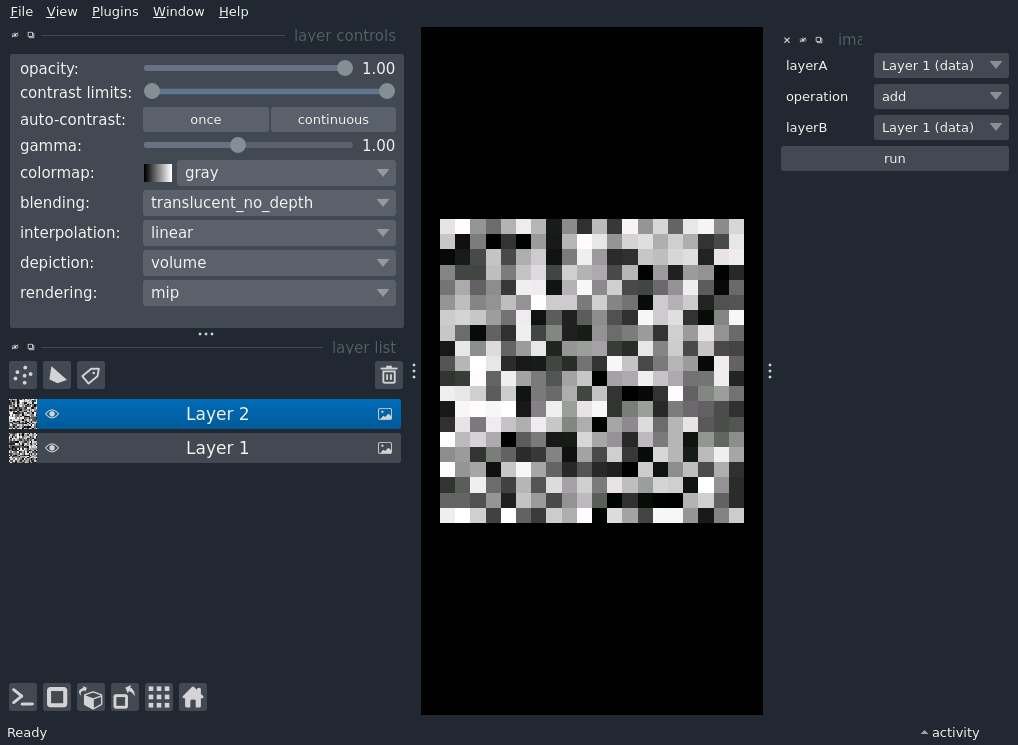 File View Plugins Window Help
layer controls
opacity: 1.00
contrast limits:
auto-contrast: once continuous
gamma: 1.00
colormap: gray
blending: translucent_no_depth
interpolation: linear
depiction: volume
rendering: mip
layer list
Layer 2
Layer 1
Ready
ima
layerA Layer 1 (data)
operation add
layerB Layer 1 (data)
run
activity